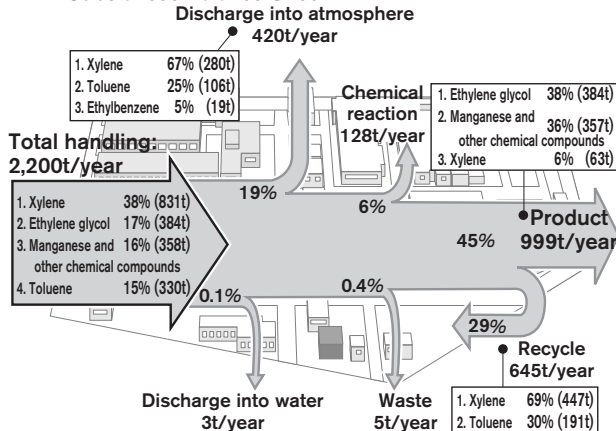 Discharge into atmosphere
420t/year
1. Xylene 67% (280t)
2. Toluene 25% (106t)
3. Ethylbenzene 5% (19t)
Chemical
reaction
128t/year
1. Ethylene glycol 38% (384t)
2. Manganese and
other chemical compounds 36% (357t)
3. Xylene 6% (63t)
Total handling:
2,200t/year
1. Xylene 38% (831t)
2. Ethylene glycol 17% (384t)
3. Manganese and 16% (358t)
other chemical compounds
4. Toluene 15% (330t)
19%
6%
45%
Product
999t/year
0.1%
0.4%
29%
Recycle
645t/year
1. Xylene 69% (447t)
2. Toluene 30% (191t)
Discharge into water
3t/year
Waste
5t/year